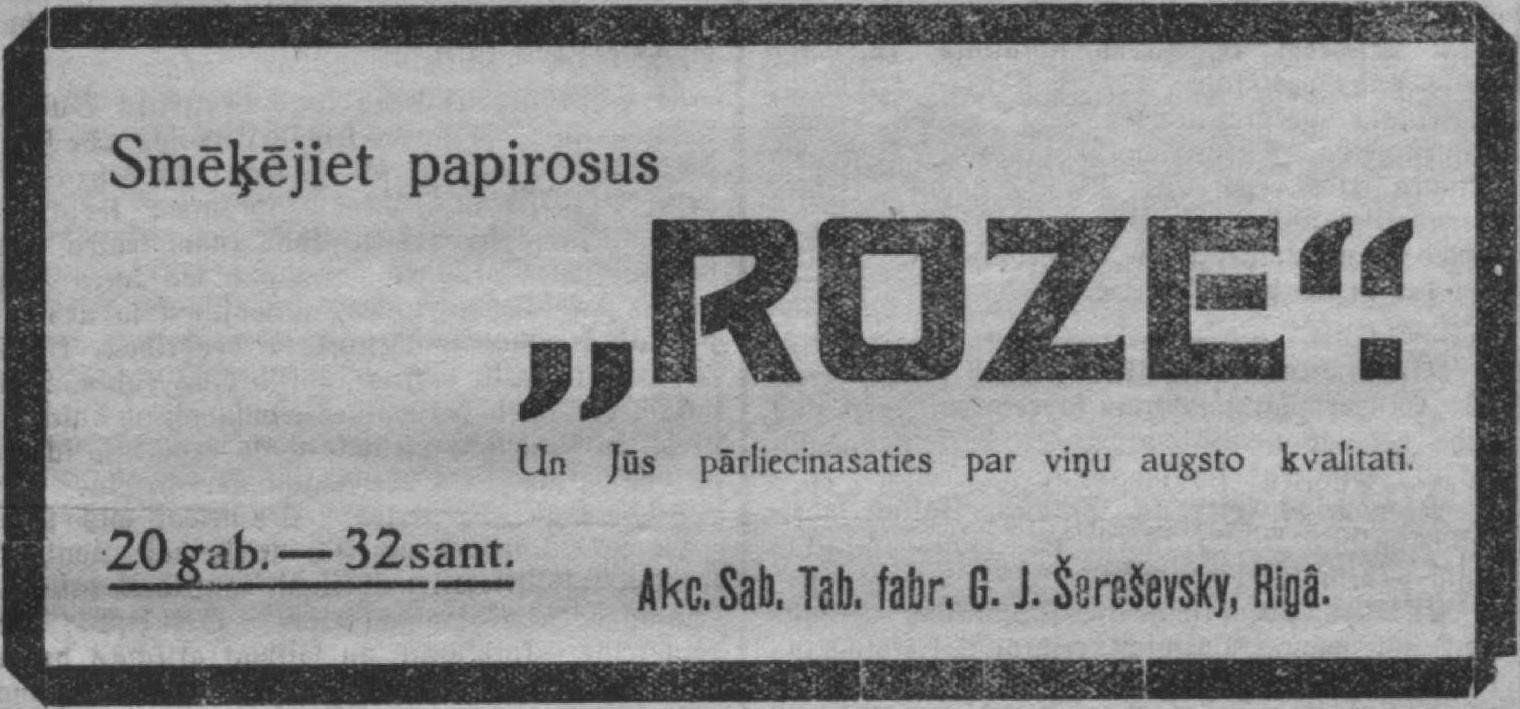 Smēķējiet papirosus
„ROZE“.
Un Jūs pārliecinasaties par viņu augsto kvalitati.
20 gab. — 32 sant.
Akc. Sab. Tab. fabr. G. J. Šereševsky, Rigâ.